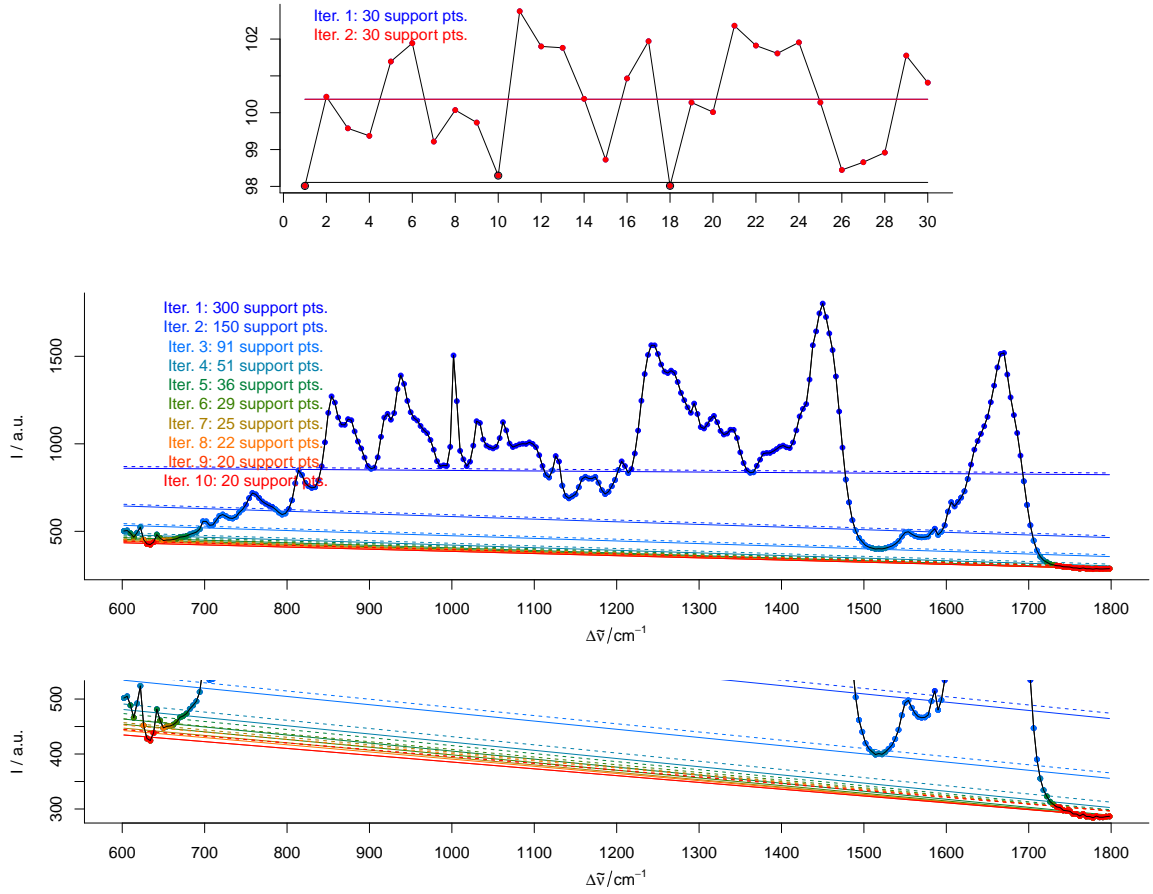 Iter. 1: 30 support pts.
Iter. 2: 30 support pts.
98 99 100 102
0 2 4 6 8 10 12 14 16 18 20 22 24 26 28 30
Iter. 1: 300 support pts.
Iter. 2: 150 support pts.
Iter. 3: 91 support pts.
Iter. 4: 51 support pts.
Iter. 5: 36 support pts.
Iter. 6: 29 support pts.
Iter. 7: 25 support pts.
Iter. 8: 22 support pts.
Iter. 9: 20 support pts.
Iter. 10: 20 support pts.
I / a.u.
500 1000 1500
600 700 800 900 1000 1100 1200 1300 1400 1500 1600 1700 1800
Δν̃/cm⁻¹
I / a.u.
300 400 500
600 700 800 900 1000 1100 1200 1300 1400 1500 1600 1700 1800
Δν̃/cm⁻¹